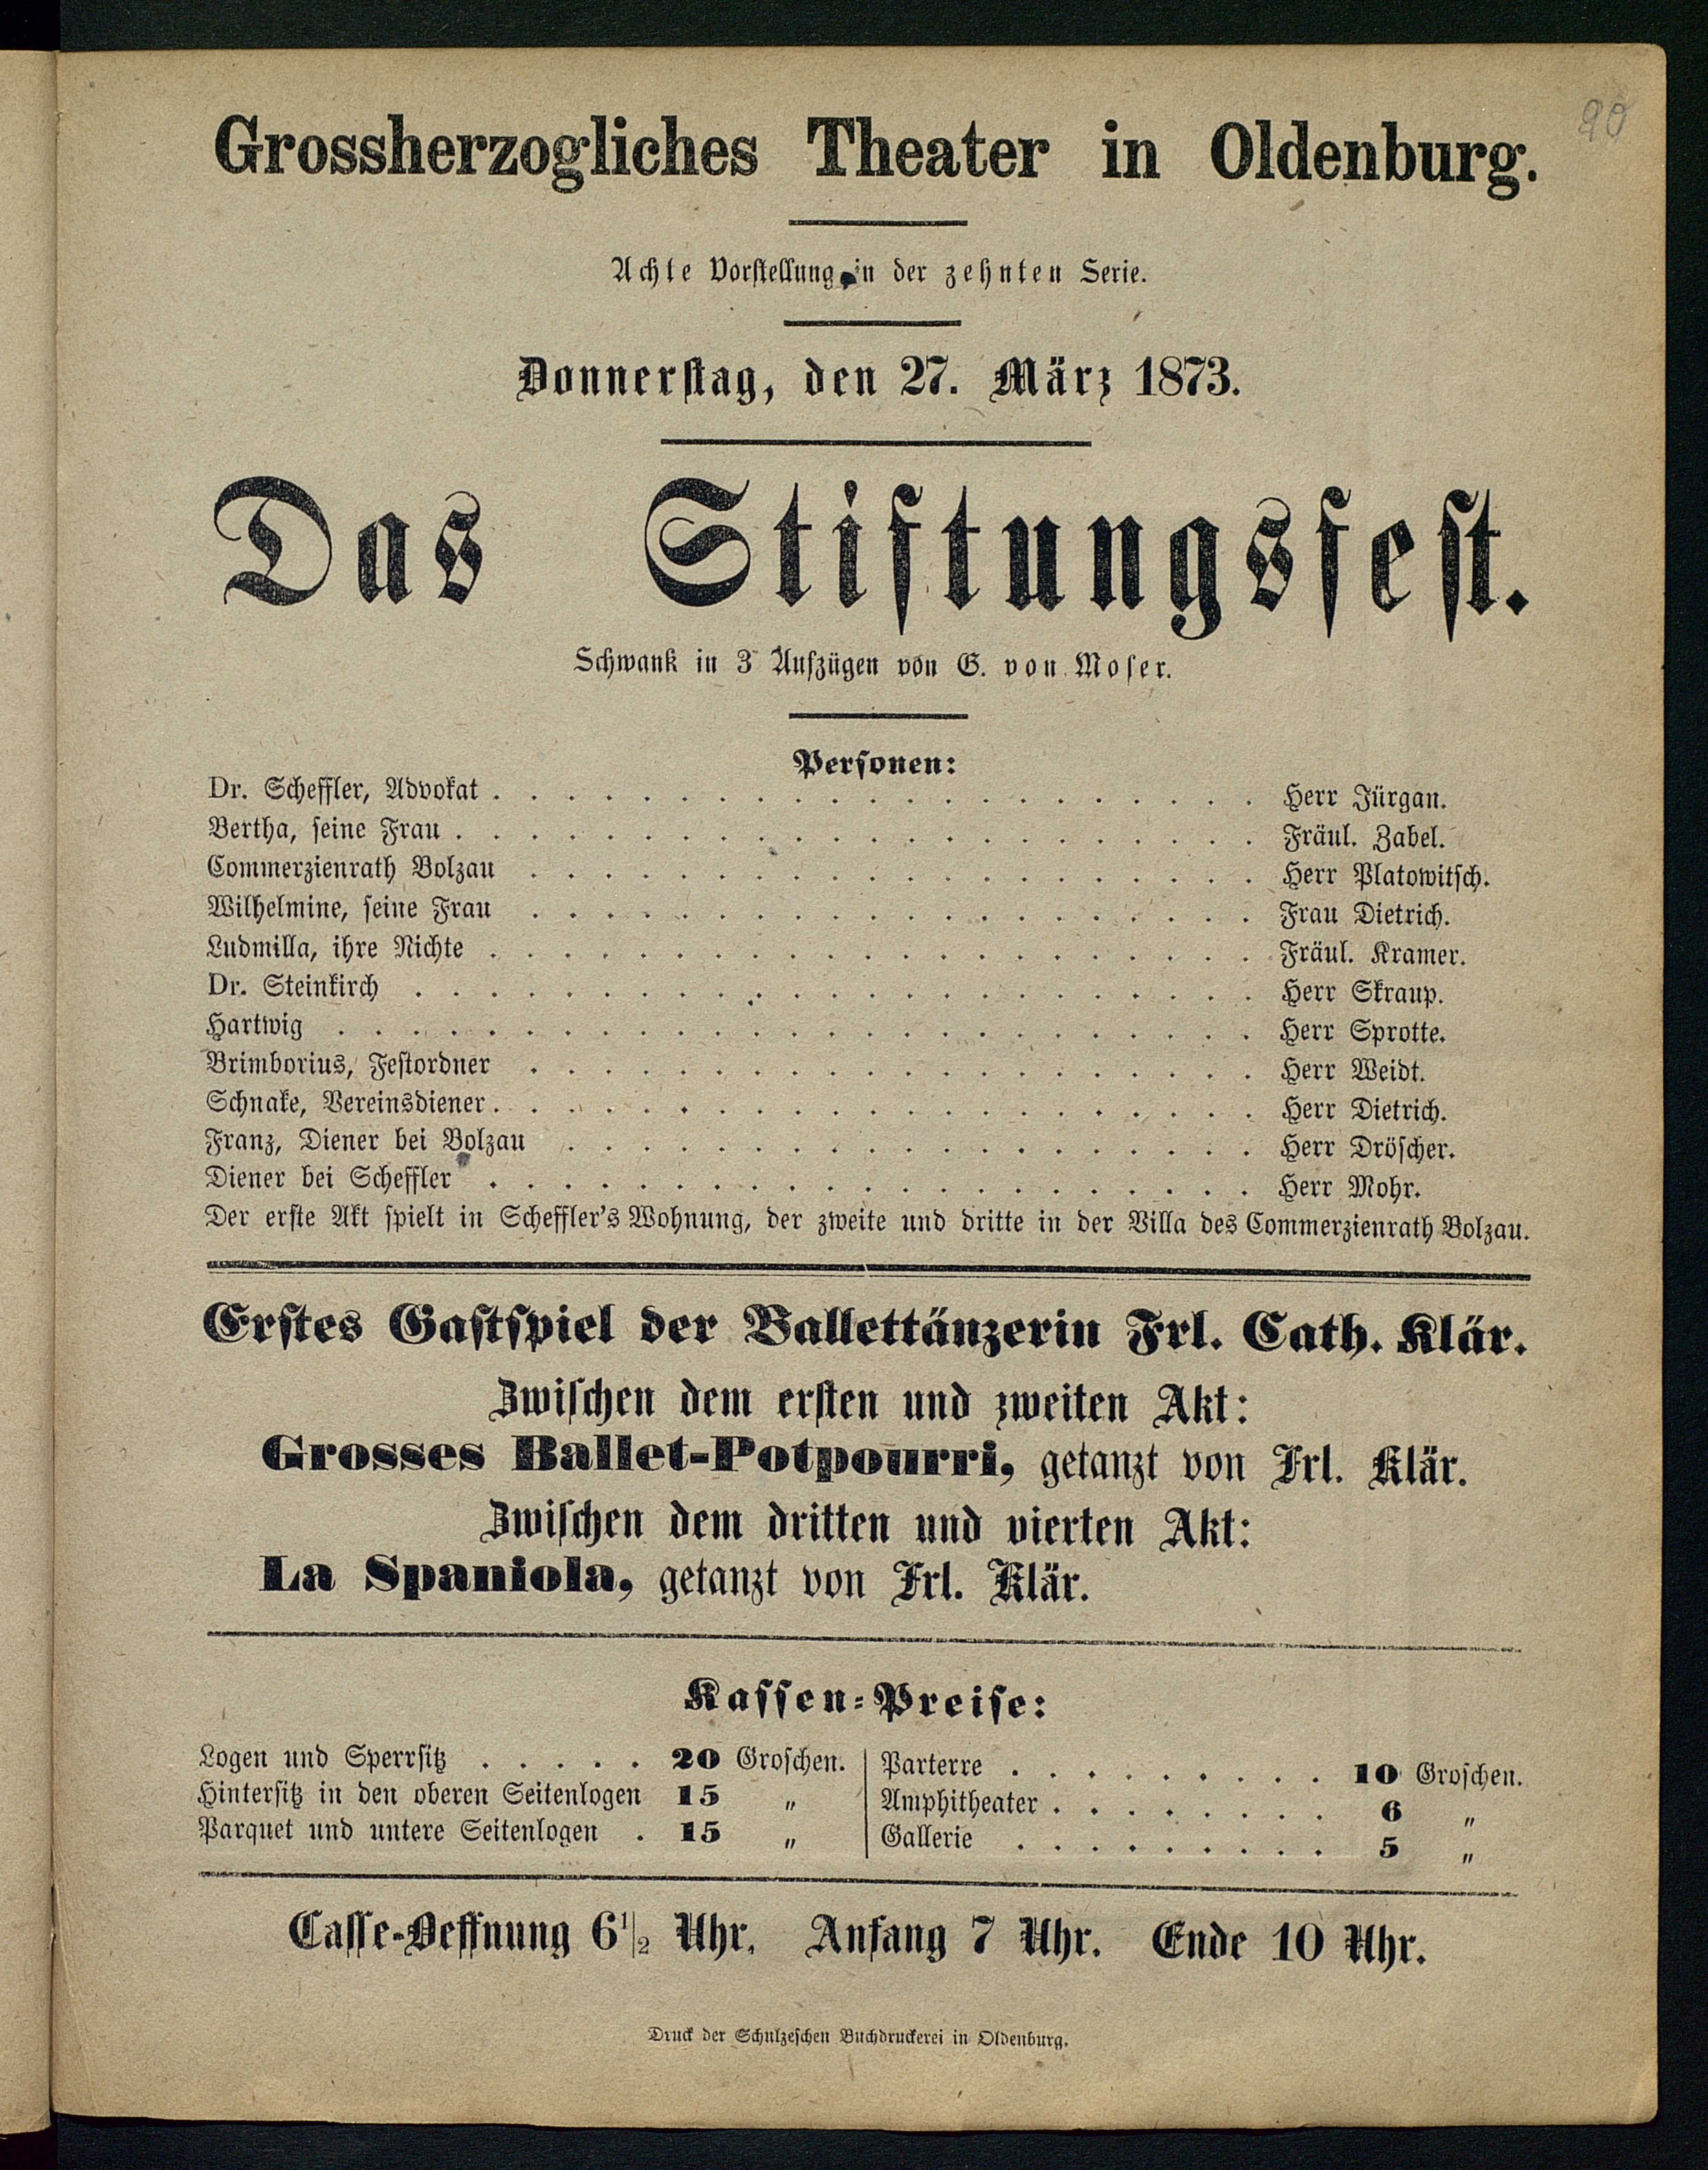 90
Grossherzogliches Theater in Oldenburg.
Achte Vorstellung in der zehnten Serie.
Donnerstag, den 27. März 1873.
Das Stiftungsfest.
Schwank in 3 Aufzügen von G. von Moser.
Personen:
Dr. Scheffler, Advokat . . . . . Herr Jürgan.
Bertha, seine Frau . . . . . Fräul. Zabel.
Commerzienrath Bolzau . . . . . Herr Platowitsch.
Wilhelmine, seine Frau . . . . . Frau Dietrich.
Ludmilla, ihre Nichte . . . . . Fräul. Kramer.
Dr. Steinkirch . . . . . Herr Skraup.
Hartwig . . . . . Herr Sprotte.
Brimborius, Festordner . . . . . Herr Weidt.
Schnake, Vereinsdiener . . . . . Herr Dietrich.
Franz, Diener bei Bolzau . . . . . Herr Dröscher.
Diener bei Scheffler . . . . . Herr Mohr.
Der erste Akt spielt in Scheffler's Wohnung, der zweite und dritte in der Villa des Commerzienrath Bolzau.
Erstes Gastspiel der Ballettänzerin Frl. Cath. Klär.
Zwischen dem ersten und zweiten Akt:
Grosses Ballet-Potpourri, getanzt von Frl. Klär.
Zwischen dem dritten und vierten Akt:
La Spaniola, getanzt von Frl. Klär.
Kassen-Preise:
Logen und Sperrsitz . . . . . 20 Groschen.
Hintersitz in den oberen Seitenlogen 15 "
Parquet und untere Seitenlogen . 15 "
Parterre . . . . . 10 Groschen.
Amphitheater . . . . . 6 "
Gallerie . . . . . 5 "
Casse-Oeffnung 6 1/2 Uhr. Anfang 7 Uhr. Ende 10 Uhr.
Druck der Schulzeschen Buchdruckerei in Oldenburg.